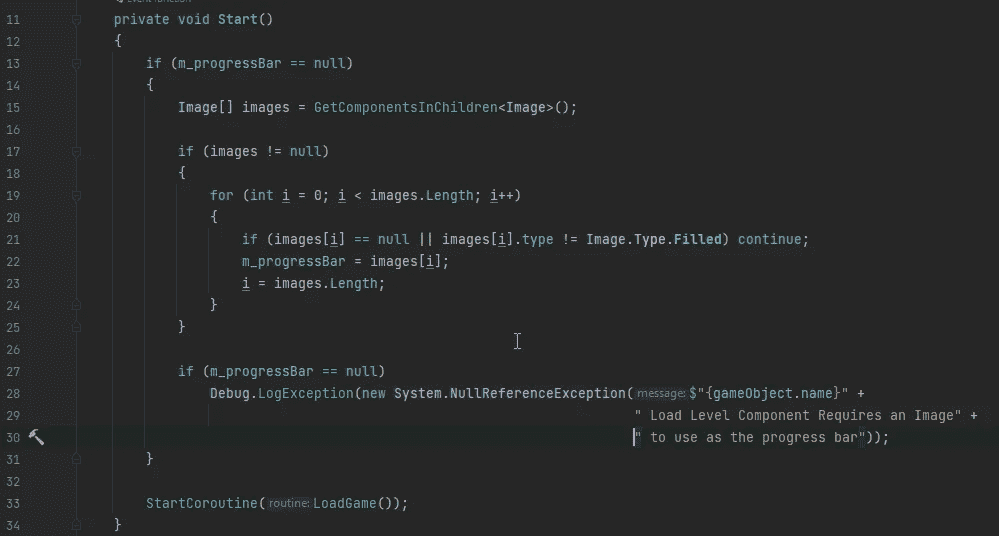 11 private void Start()
12 {
13 if (m_progressBar == null)
14 {
15 Image[] images = GetComponentsInChildren<Image>();
16
17 if (images != null)
18 {
19 for (int i = 0; i < images.Length; i++)
20 {
21 if (images[i] == null || images[i].type != Image.Type.Filled) continue;
22 m_progressBar = images[i];
23 i = images.Length;
24 }
25 }
26
27 if (m_progressBar == null)
28 Debug.LogException(new System.NullReferenceException( message: $"{gameObject.name}" +
29 " Load Level Component Requires an Image" +
30 " to use as the progress bar"));
31 }
32
33 StartCoroutine( routine: LoadGame());
34 }